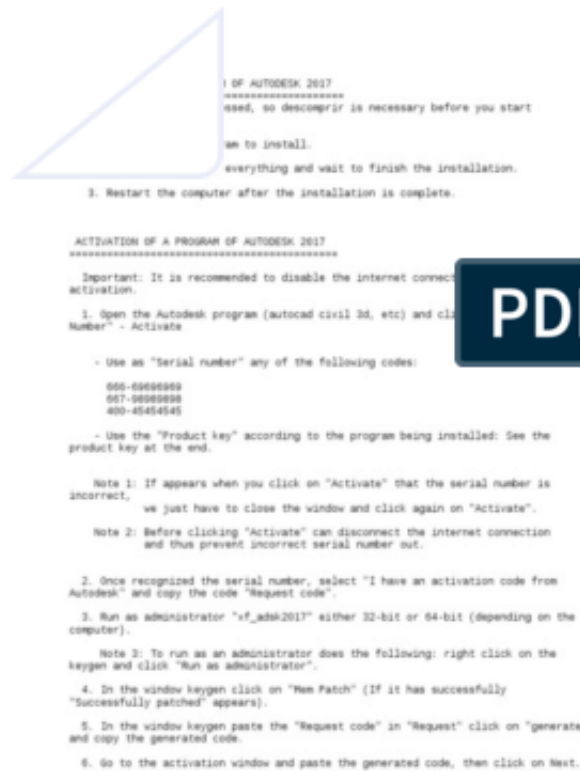 OF AUTODESK 2017
====================
ssed, so descomprir is necessary before you start
am to install.
everything and wait to finish the installation.
3. Restart the computer after the installation is complete.
ACTIVATION OF A PROGRAM OF AUTODESK 2017
===========================================
Important: It is recommended to disable the internet connect
activation.
1. Open the Autodesk program (autocad civil 3d, etc) and cl
Number" - Activate
PD
- Use as "Serial number" any of the following codes:
666-69696969
667-98989898
400-45454545
- Use the "Product key" according to the program being installed: See the
product key at the end.
Note 1: If appears when you click on "Activate" that the serial number is
incorrect,
we just have to close the window and click again on "Activate".
Note 2: Before clicking "Activate" can disconnect the internet connection
and thus prevent incorrect serial number out.
2. Once recognized the serial number, select "I have an activation code from
Autodesk" and copy the code "Request code".
3. Run as administrator "xf_adsk2017" either 32-bit or 64-bit (depending on the
computer).
Note 3: To run as an administrator does the following: right click on the
keygen and click "Run as administrator".
4. In the window keygen click on "Mem Patch" (If it has successfully
"Successfully patched" appears).
5. In the window keygen paste the "Request code" in "Request" click on "generate
and copy the generated code.
6. Go to the activation window and paste the generated code, then click on Next.